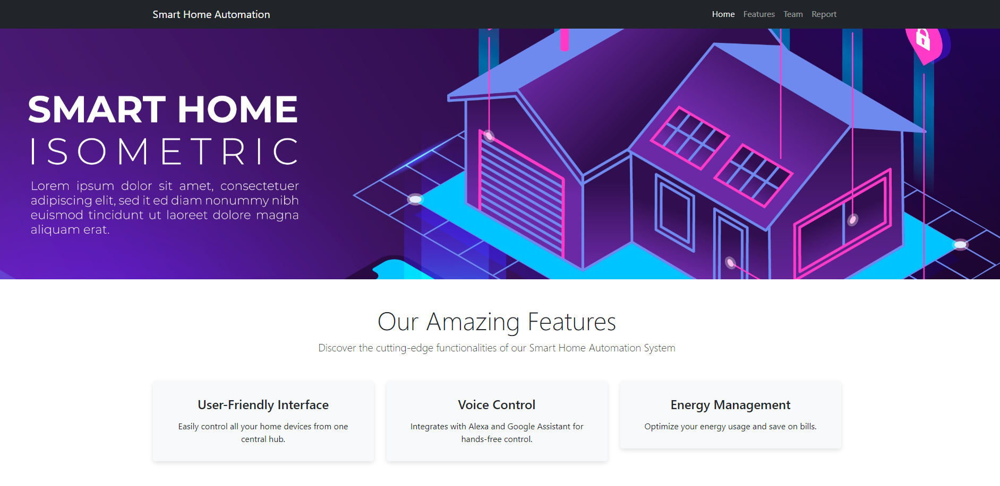 Smart Home Automation
Home Features Team Report
SMART HOME
ISOMETRIC
Lorem ipsum dolor sit amet, consectetuer
adipiscing elit, sed it ed diam nonummy nibh
euismod tincidunt ut laoreet dolore magna
aliquam erat.
Our Amazing Features
Discover the cutting-edge functionalities of our Smart Home Automation System
User-Friendly Interface
Easily control all your home devices from one
central hub.
Voice Control
Integrates with Alexa and Google Assistant for
hands-free control.
Energy Management
Optimize your energy usage and save on bills.